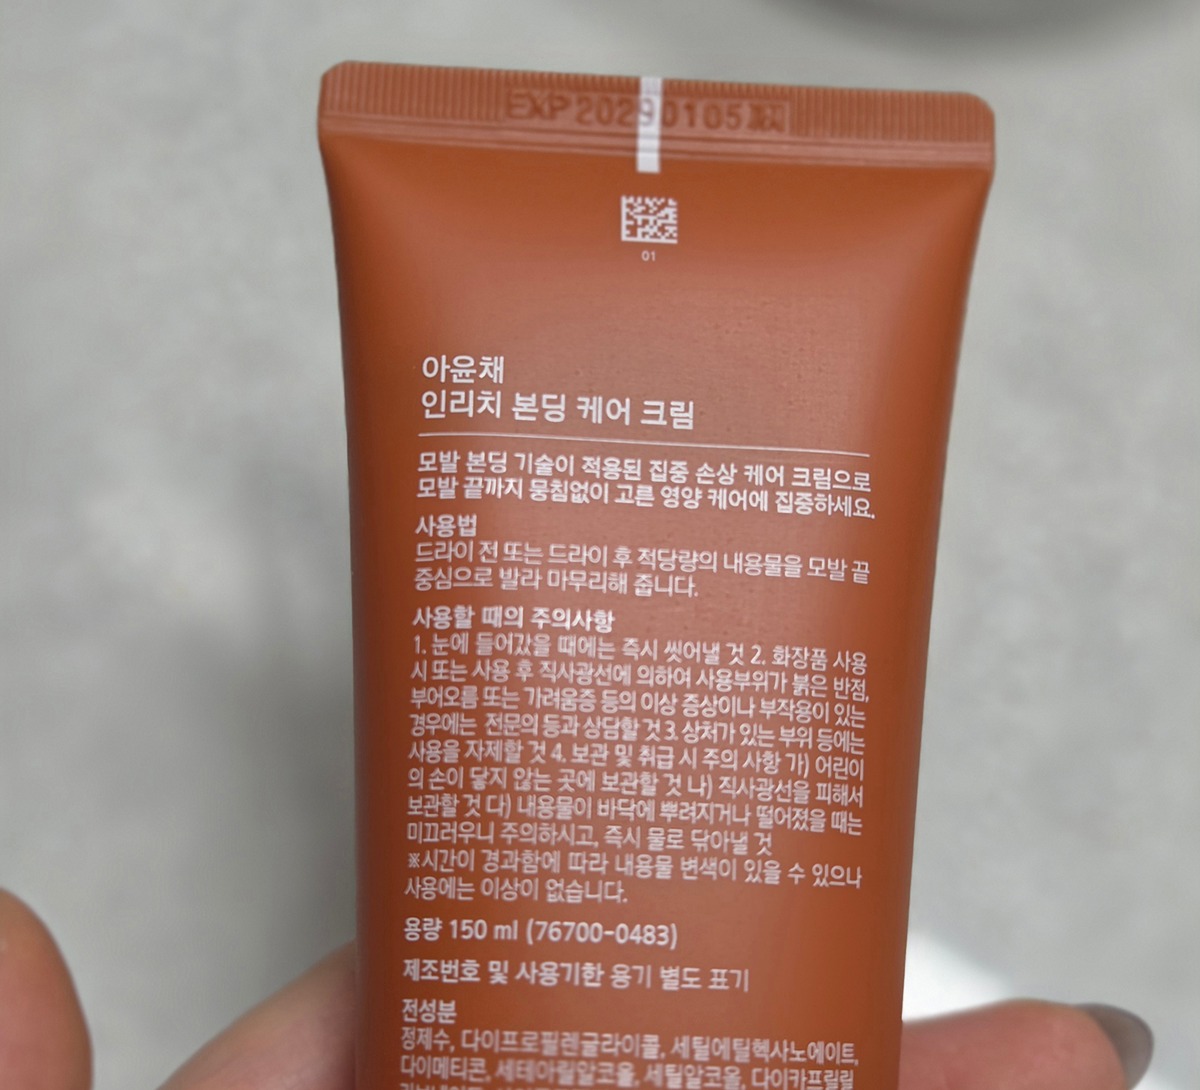 EXP 20290105
01
아윤채
인리치 본딩 케어 크림
모발 본딩 기술이 적용된 집중 손상 케어 크림으로
모발 끝까지 뭉침없이 고른 영양 케어에 집중하세요.
사용법
드라이 전 또는 드라이 후 적당량의 내용물을 모발 끝
중심으로 발라 마무리해 줍니다.
사용할 때의 주의사항
1. 눈에 들어갔을 때에는 즉시 씻어낼 것 2. 화장품 사용
시 또는 사용 후 직사광선에 의하여 사용부위가 붉은 반점,
부어오름 또는 가려움증 등의 이상 증상이나 부작용이 있는
경우에는 전문의 등과 상담할 것 3. 상처가 있는 부위 등에는
사용을 자제할 것 4. 보관 및 취급 시 주의 사항 가) 어린이
의 손이 닿지 않는 곳에 보관할 것 나) 직사광선을 피해서
보관할 것 다) 내용물이 바닥에 뿌려지거나 떨어졌을 때는
미끄러우니 주의하시고, 즉시 물로 닦아낼 것
※시간이 경과함에 따라 내용물 변색이 있을 수 있으나
사용에는 이상이 없습니다.
용량 150 ml (76700-0483)
제조번호 및 사용기한 용기 별도 표기
전성분
정제수, 다이프로필렌글라이콜, 세틸에틸헥사노에이트,
다이메티콘, 세테아릴알코올, 세틸알코올, 다이카프릴릴